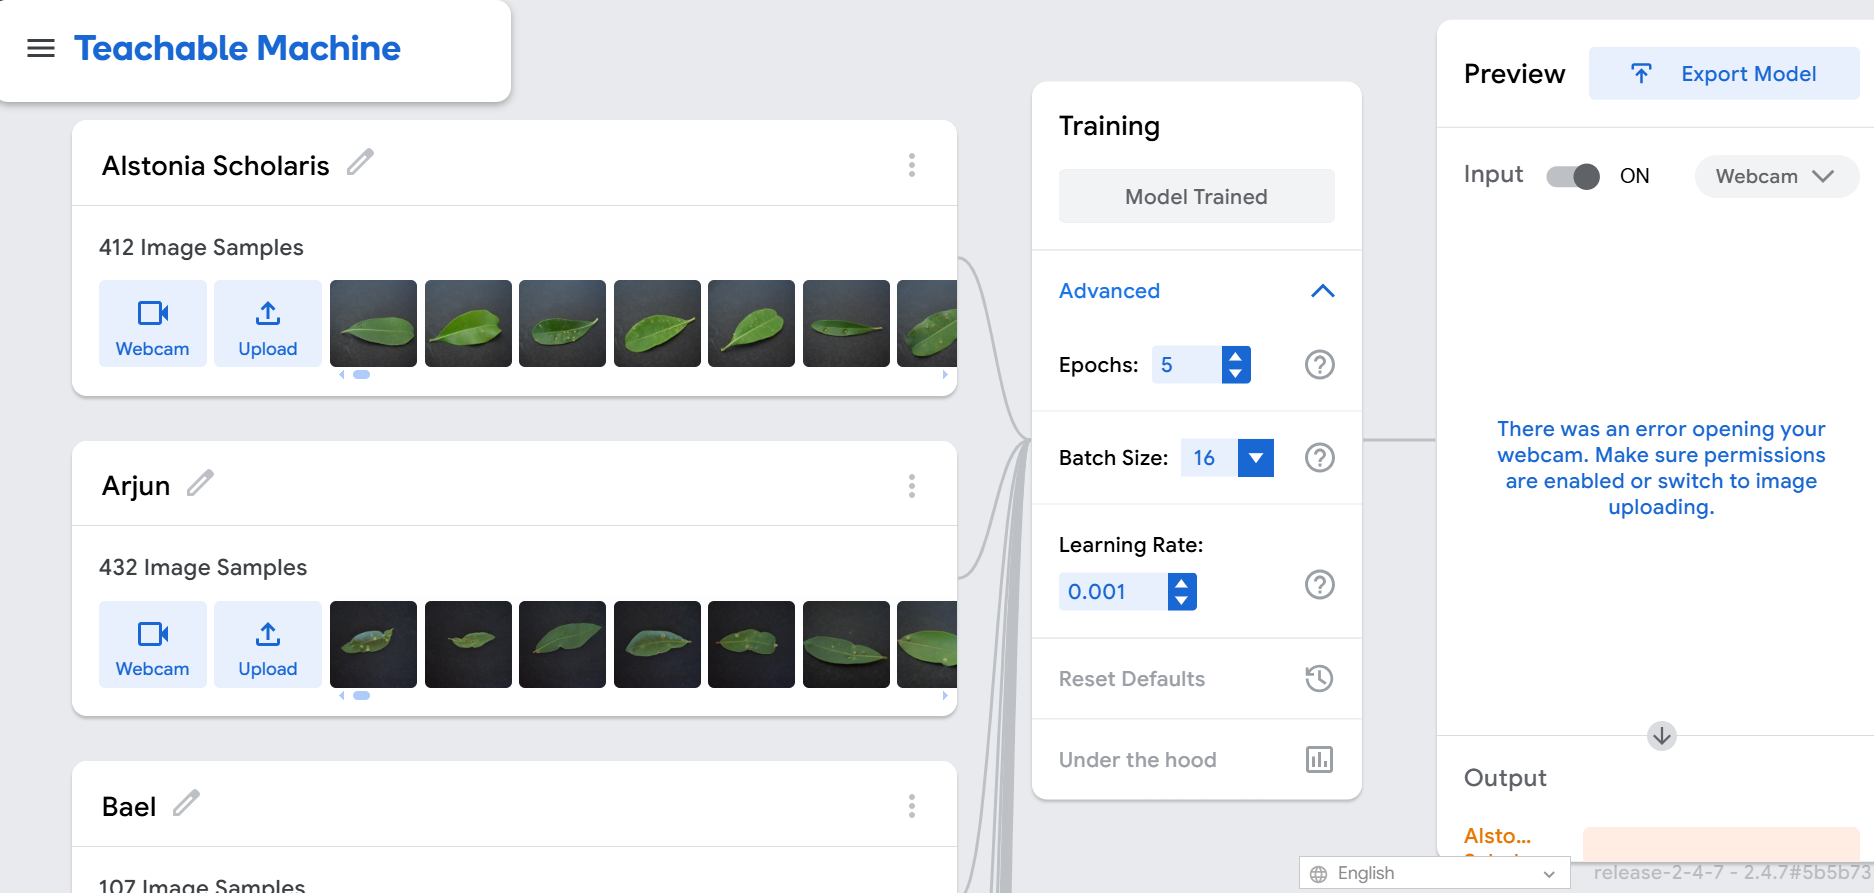 Teachable Machine
Alstonia Scholaris
412 Image Samples
Webcam
Upload
Arjun
432 Image Samples
Webcam
Upload
Bael
107 Image Samples
Training
Model Trained
Advanced
Epochs: 5
Batch Size: 16
Learning Rate:
0.001
Reset Defaults
Under the hood
Preview
Export Model
Input ON Webcam
There was an error opening your
webcam. Make sure permissions
are enabled or switch to image
uploading.
Output
Alsto...
English
release-2-4-7 - 2.4.7#5b5b73